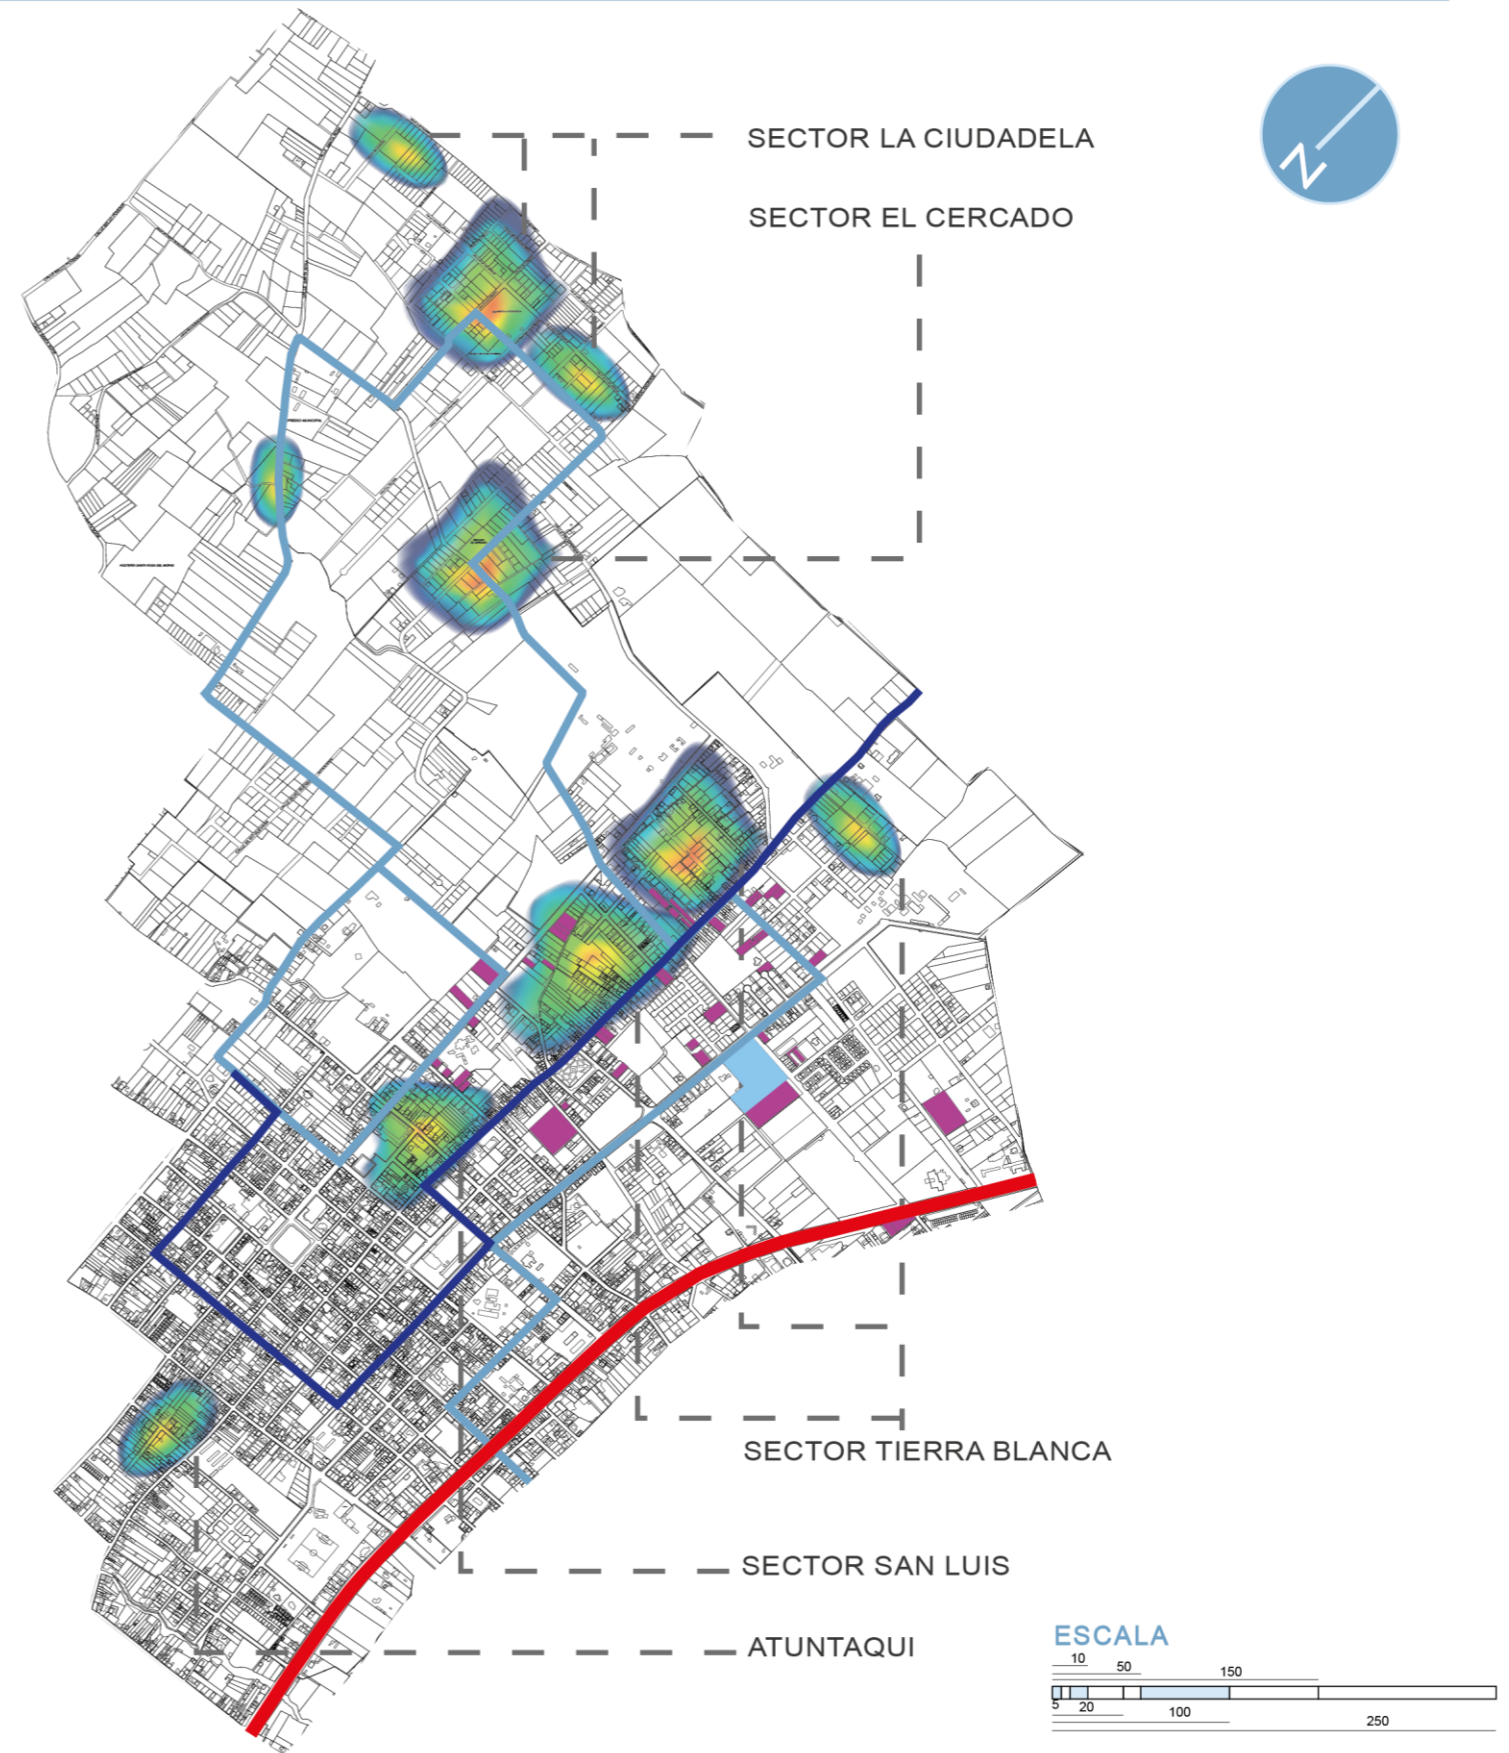 SECTOR LA CIUDADELA
N
SECTOR EL CERCADO
SECTOR TIERRA BLANCA
SECTOR SAN LUIS
ATUNTAQUI
ESCALA
10
50
150
5
20
100
250